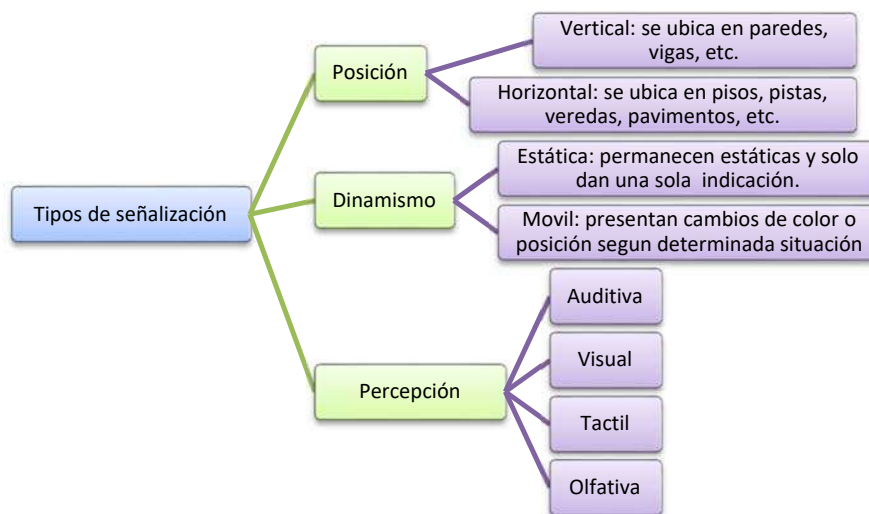 Tipos de señalización
Posición
Vertical: se ubica en paredes,
vigas, etc.
Horizontal: se ubica en pisos, pistas,
veredas, pavimentos, etc.
Dinamismo
Estática: permanecen estáticas y solo
dan una sola indicación.
Movil: presentan cambios de color o
posición segun determinada situación
Percepción
Auditiva
Visual
Tactil
Olfativa